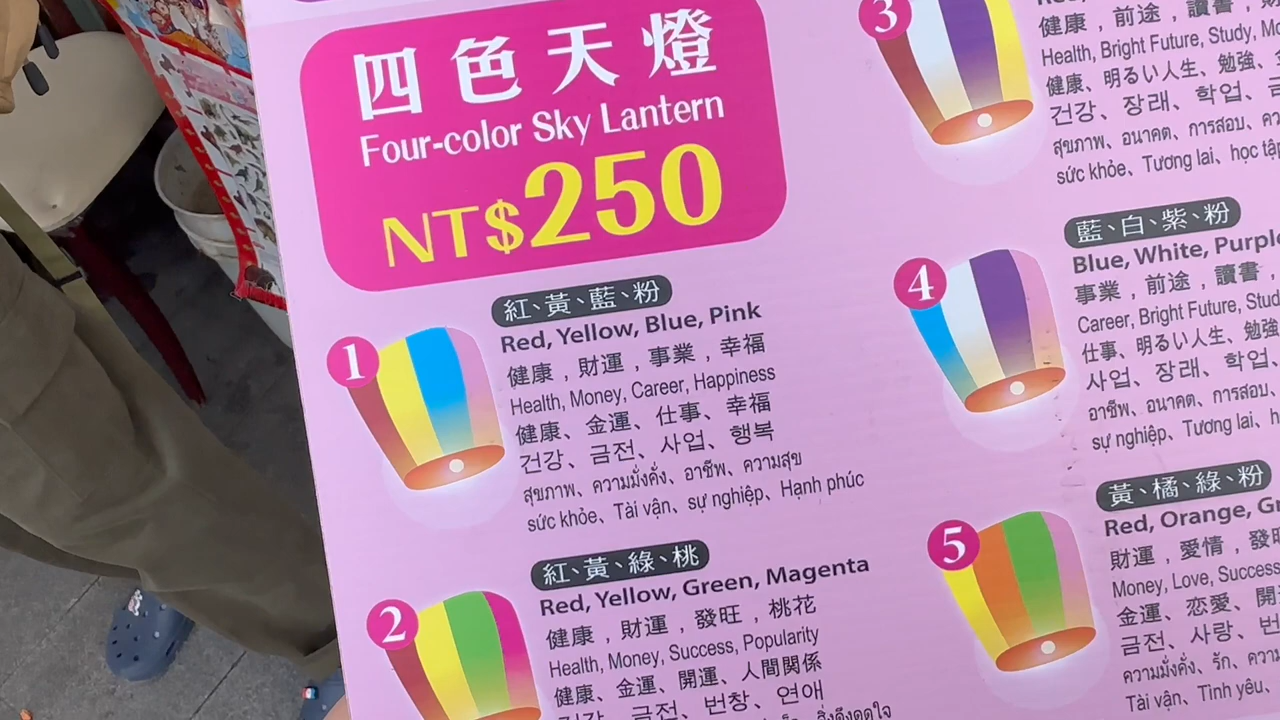 四色天燈
Four-color Sky Lantern
NT$250
1
紅、黃、藍、粉
Red, Yellow, Blue, Pink
健康，財運，事業，幸福
Health, Money, Career, Happiness
健康、金運、仕事、幸福
건강、금전、사업、행복
สุขภาพ、ความมั่งคั่ง、อาชีพ、ความสุข
sức khỏe、Tài vận、sự nghiệp、Hạnh phúc
2
紅、黃、綠、桃
Red, Yellow, Green, Magenta
健康，財運，發旺，桃花
Health, Money, Success, Popularity
健康、金運、開運、人間関係
건강、금전、번창、연애
สิ่งดึงดูดใจ
3
健康，前途，讀書，
Health, Bright Future, Study,
健康、明るい人生、勉強、
건강、장래、학업、
สุขภาพ、อนาคต、การสอบ、
sức khỏe、Tương lai、học
4
藍、白、紫、粉
Blue, White, Purple
事業，前途，讀書，
Career, Bright Future,
仕事、明るい人生、勉強
사업、장래、학업、
อาชีพ、อนาคต、การสอบ、
sự nghiệp、Tương lai、
5
黃、橘、綠、粉
Red, Orange,
財運，愛情，發旺
Money, Love, Success
金運、恋愛、開
금전、사랑、번
ความมั่งคั่ง、รัก、
Tài vận、Tình yêu、